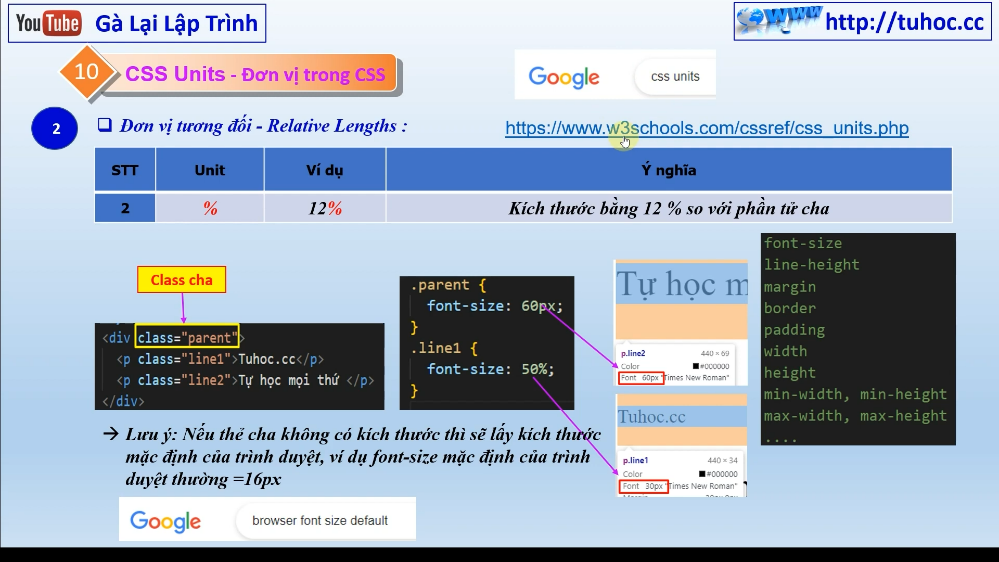 YouTube Gà Lại Lập Trình
www http://tuhoc.cc
10 CSS Units - Đơn vị trong CSS
Google css units
2 Đơn vị tương đối - Relative Lengths :
https://www.w3schools.com/cssref/css_units.php
STT Unit Ví dụ Ý nghĩa
2 % 12% Kích thước bằng 12 % so với phần tử cha
Class cha
<div class="parent">
<p class="line1">Tuhoc.cc</p>
<p class="line2">Tự học mọi thứ </p>
</div>
.parent {
font-size: 60px;
}
.line1 {
font-size: 50%;
}
Tự học m
p.line2 440 × 69
Color #000000
Font 60px "Times New Roman"
Tuhoc.cc
p.line1 440 × 34
Color #000000
Font 30px "Times New Roman"
font-size
line-height
margin
border
padding
width
height
min-width, min-height
max-width, max-height
....
→ Lưu ý: Nếu thẻ cha không có kích thước thì sẽ lấy kích thước
mặc định của trình duyệt, ví dụ font-size mặc định của trình
duyệt thường =16px
Google browser font size default